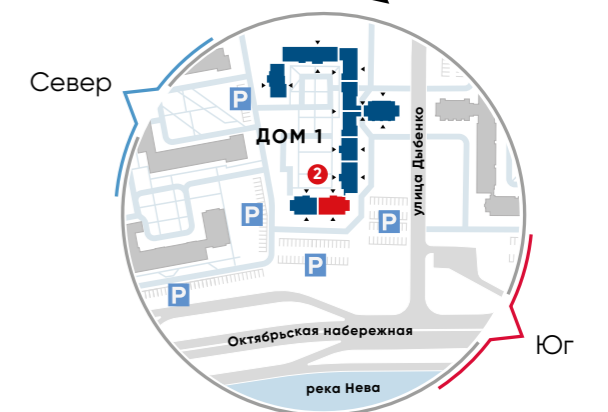 Север
P
ДОМ 1
улица Дыбенко
2
P
P
P
P
Октябрьская набережная
Юг
река Нева